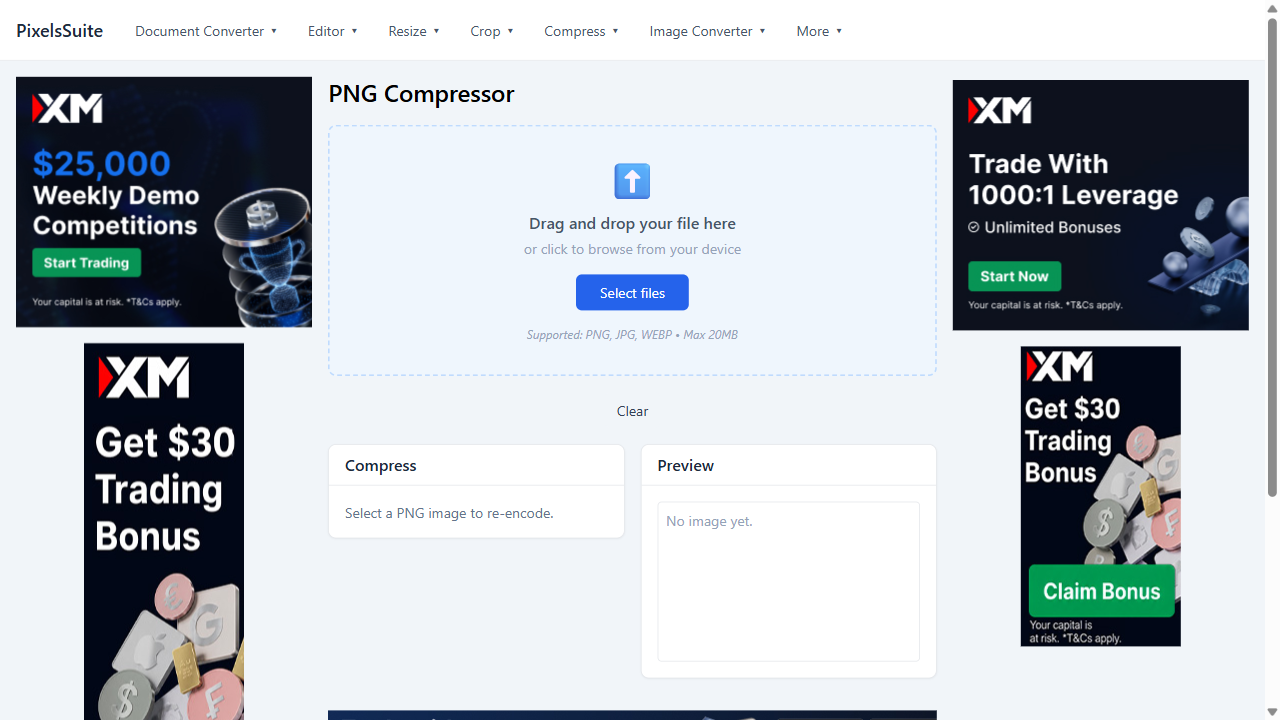 PixelsSuite
Document Converter ▼
Editor ▼
Resize ▼
Crop ▼
Compress ▼
Image Converter ▼
More ▼
XM
$25,000
Weekly Demo
Competitions
Start Trading
Your capital is at risk. *T&Cs apply.
XM
Get $30
Trading
Bonus
PNG Compressor
Drag and drop your file here
or click to browse from your device
Select files
Supported: PNG, JPG, WEBP • Max 20MB
Clear
Compress
Select a PNG image to re-encode.
Preview
No image yet.
XM
Trade With
1000:1 Leverage
Unlimited Bonuses
Start Now
Your capital is at risk. *T&Cs apply.
XM
Get $30
Trading
Bonus
Claim Bonus
Your capital is
at risk. *T&Cs apply.